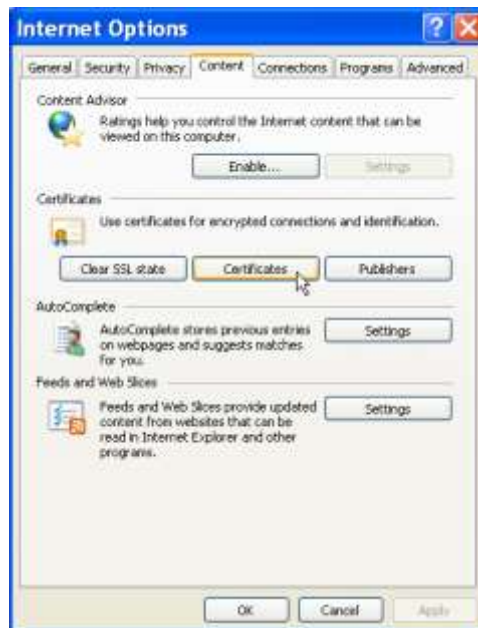 Internet Options
General Security Privacy Content Connections Programs Advanced
Content Advisor
Ratings help you control the Internet content that can be
viewed on this computer.
Enable... Settings
Certificates
Use certificates for encrypted connections and identification.
Clear SSL state Certificates Publishers
AutoComplete
AutoComplete stores previous entries
on webpages and suggests matches
for you.
Settings
Feeds and Web Slices
Feeds and Web Slices provide updated
content from websites that can be
read in Internet Explorer and other
programs.
Settings
OK Cancel Apply